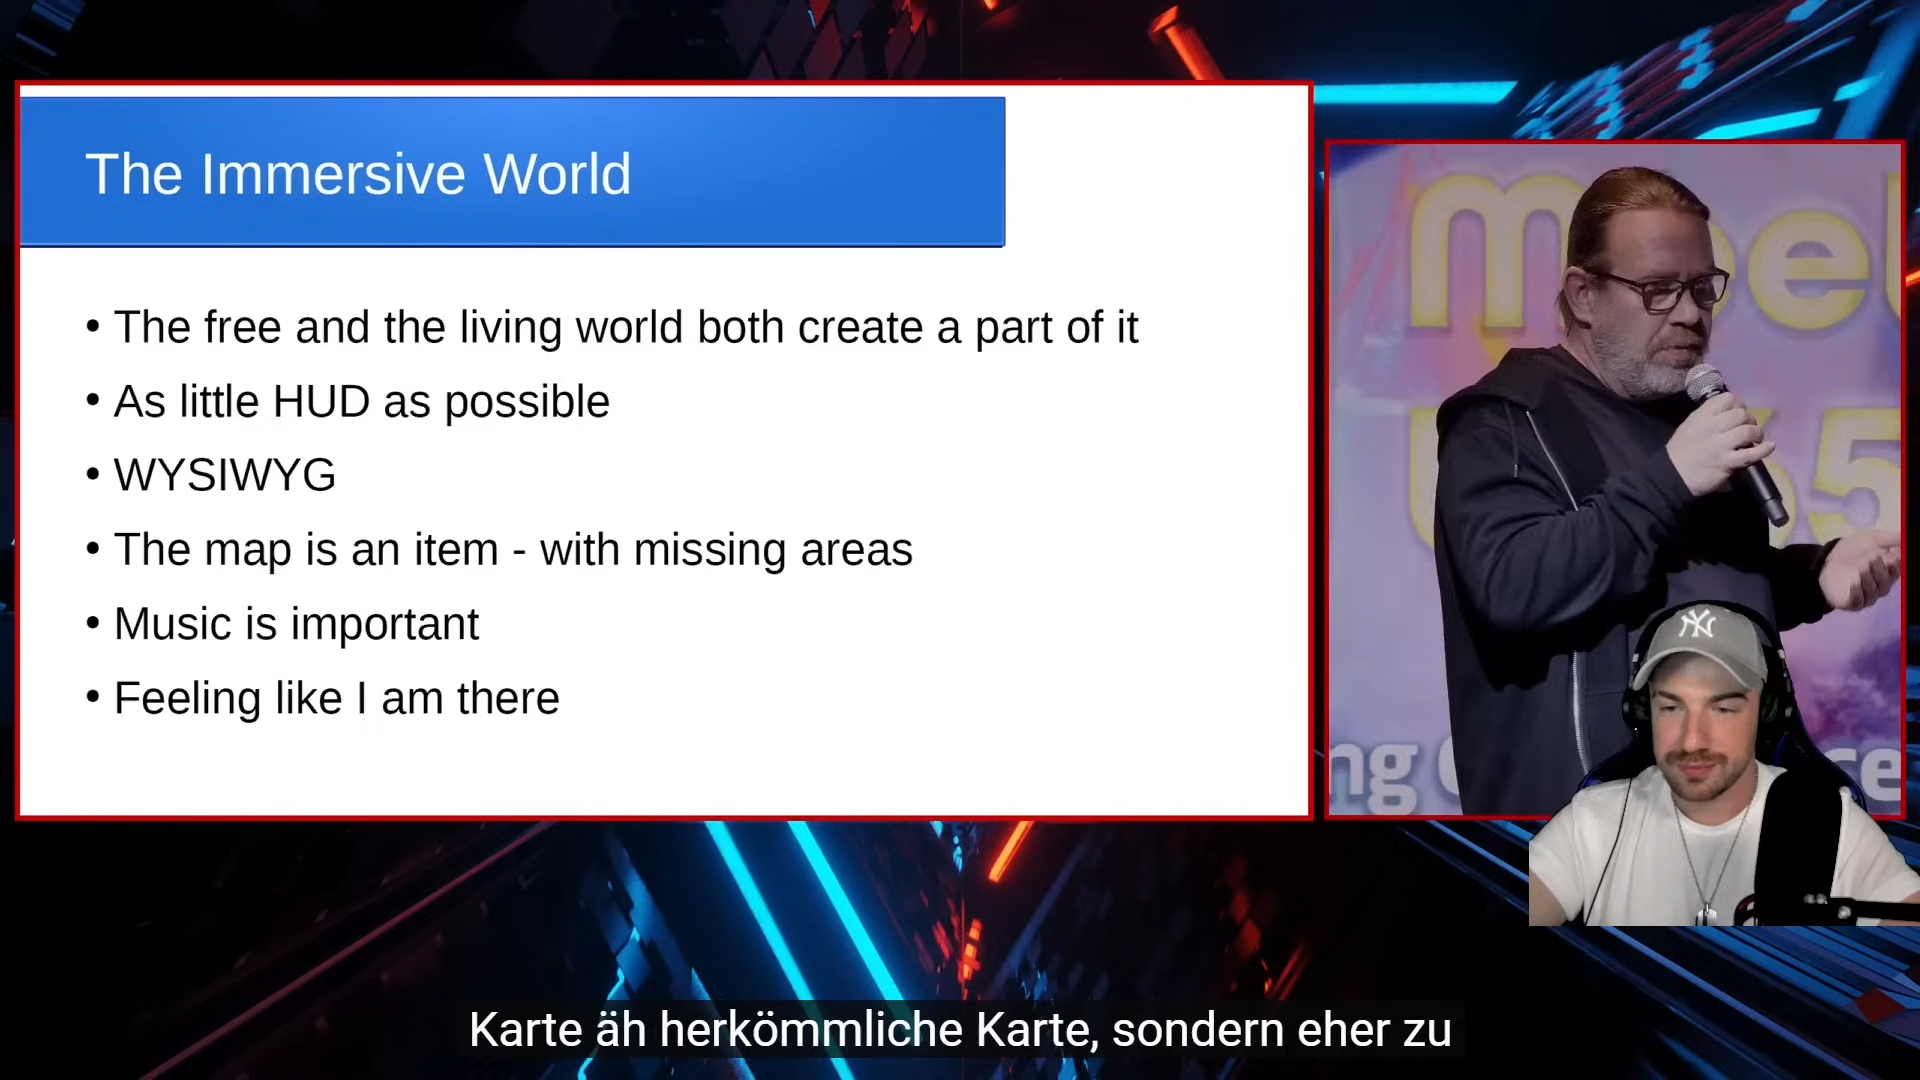 The Immersive World
• The free and the living world both create a part of it
• As little HUD as possible
• WYSIWYG
• The map is an item - with missing areas
• Music is important
• Feeling like I am there
NY
Karte äh herkömmliche Karte, sondern eher zu